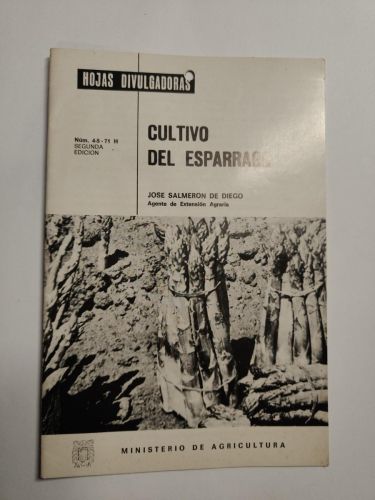 HOJAS DIVULGADORAS
Núm. 4-5-71 H
SEGUNDA
EDICION
CULTIVO
DEL ESPARRAGO
JOSE SALMERON DE DIEGO
Agente de Extensión Agraria
MINISTERIO DE AGRICULTURA